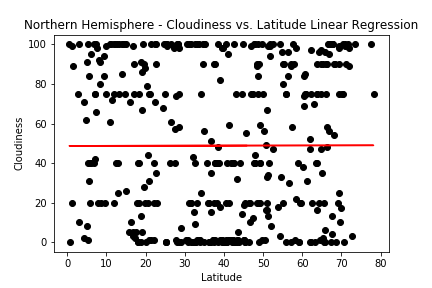 Northern Hemisphere - Cloudiness vs. Latitude Linear Regression
100
80
60
40
20
0
Cloudiness
0 10 20 30 40 50 60 70 80
Latitude